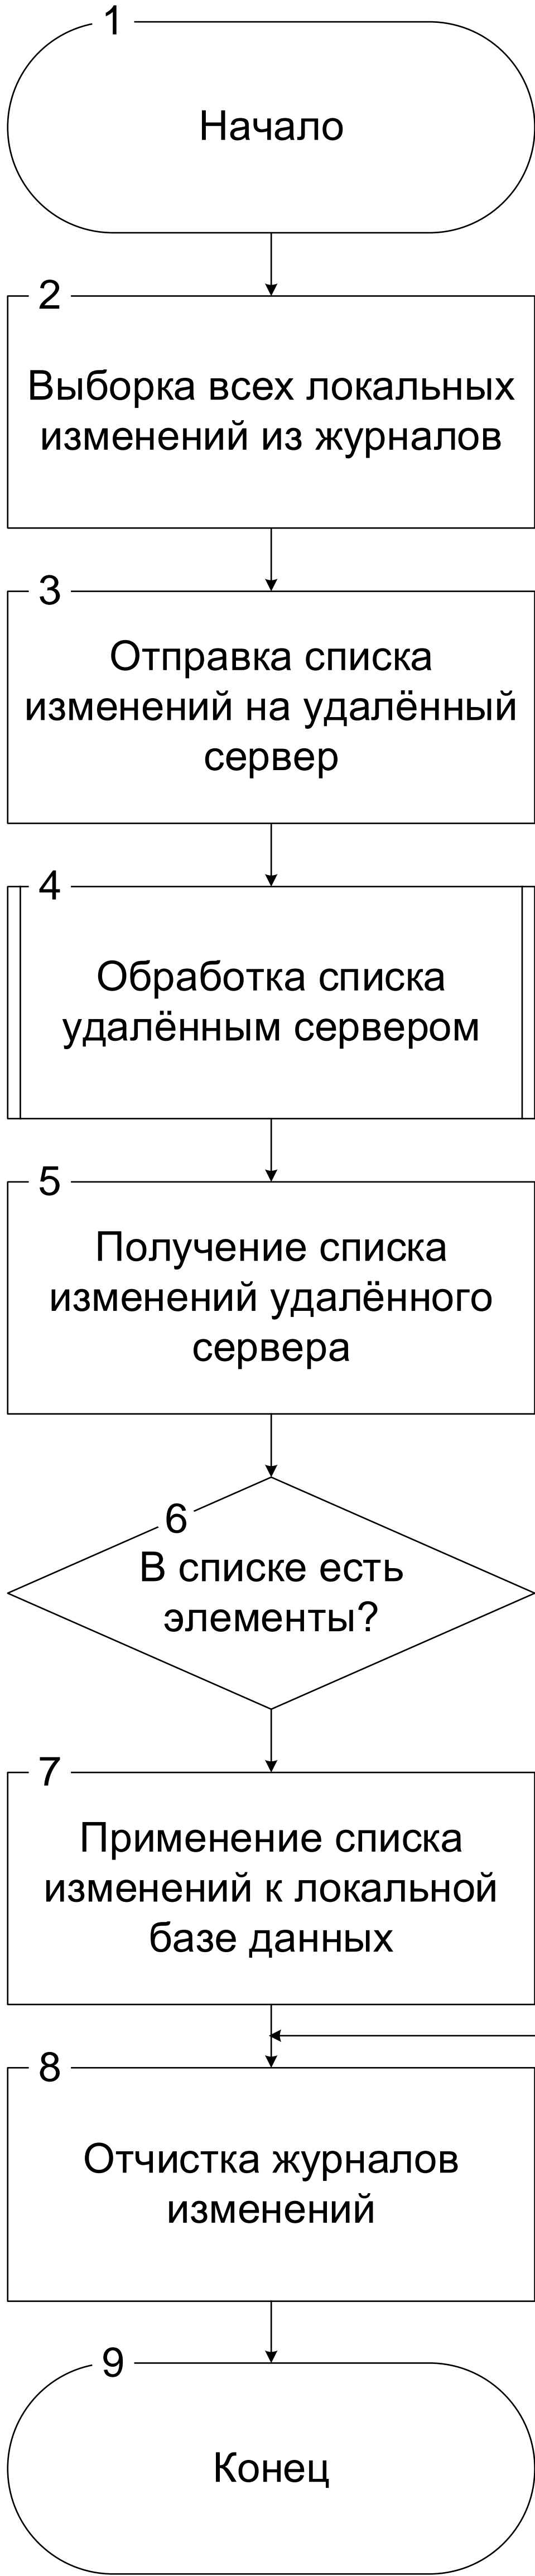 1
Начало
2
Выборка всех локальных
изменений из журналов
3
Отправка списка
изменений на удалённый
сервер
4
Обработка списка
удалённым сервером
5
Получение списка
изменений удалённого
сервера
6
В списке есть
элементы?
7
Применение списка
изменений к локальной
базе данных
8
Отчистка журналов
изменений
9
Конец